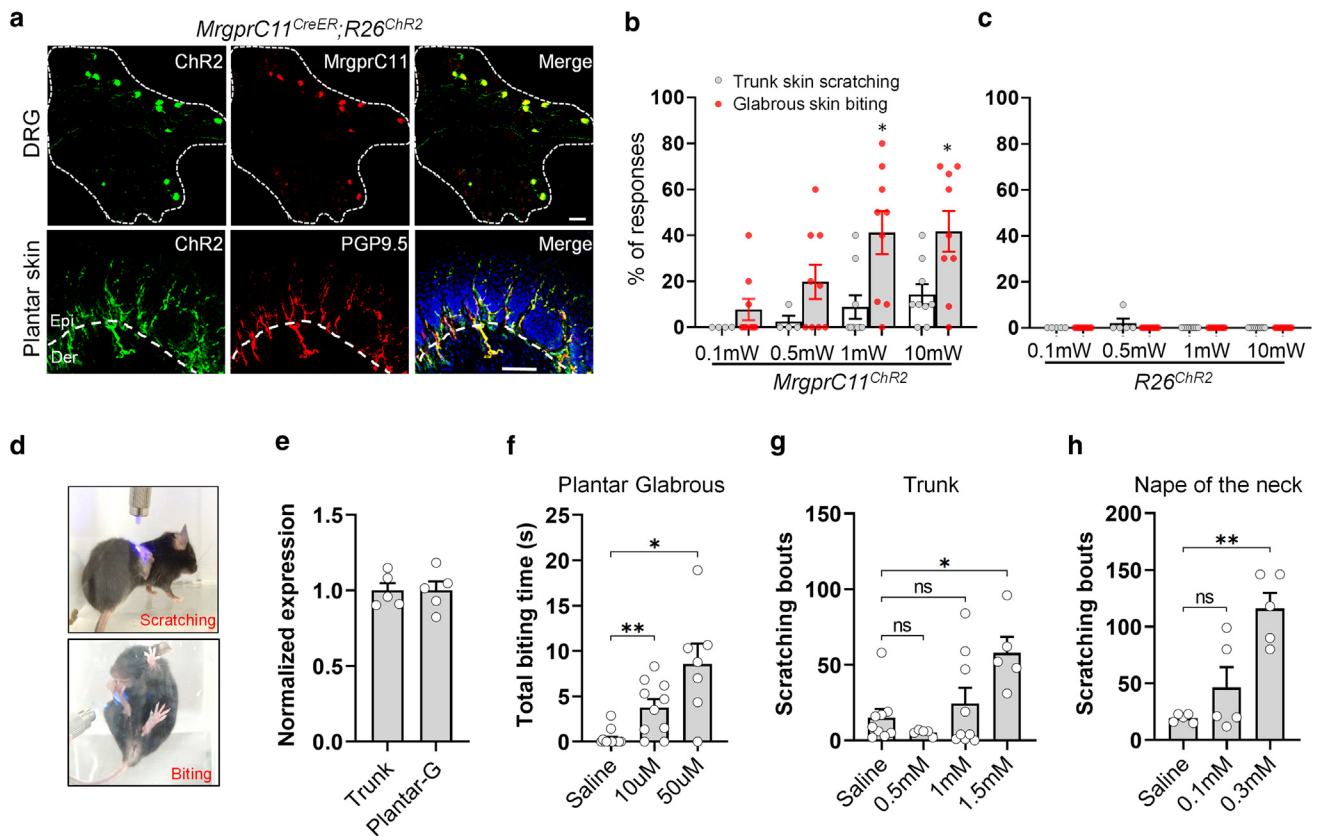 a
MrgprC11CreER;R26ChR2
DRG
ChR2
MrgprC11
Merge
Plantar skin
ChR2
PGP9.5
Merge
Epi
Der
b
Trunk skin scratching
Glabrous skin biting
% of responses
100
80
60
40
20
0
*
*
0.1mW 0.5mW 1mW 10mW
MrgprC11ChR2
c
100
80
60
40
20
0
0.1mW 0.5mW 1mW 10mW
R26ChR2
d
Scratching
Biting
e
Normalized expression
1.5
1.0
0.5
0.0
Trunk
Plantar-G
f
Plantar Glabrous
Total biting time (s)
25
20
15
10
5
0
*
**
Saline
10uM
50uM
g
Trunk
Scratching bouts
150
100
50
0
*
ns
ns
Saline
0.5mM
1mM
1.5mM
h
Nape of the neck
Scratching bouts
200
150
100
50
0
**
ns
Saline
0.1mM
0.3mM